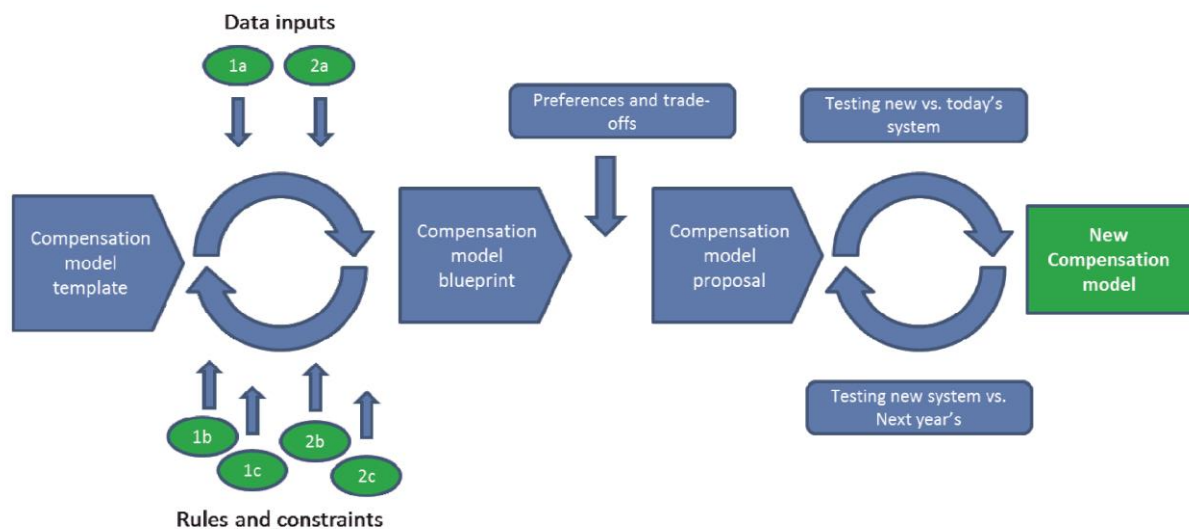 Data inputs
1a
2a
Preferences and trade-
offs
Testing new vs. today's
system
Compensation
model
template
Compensation
model
blueprint
Compensation
model
proposal
New
Compensation
model
Testing new system vs.
Next year's
1b
1c
2b
2c
Rules and constraints